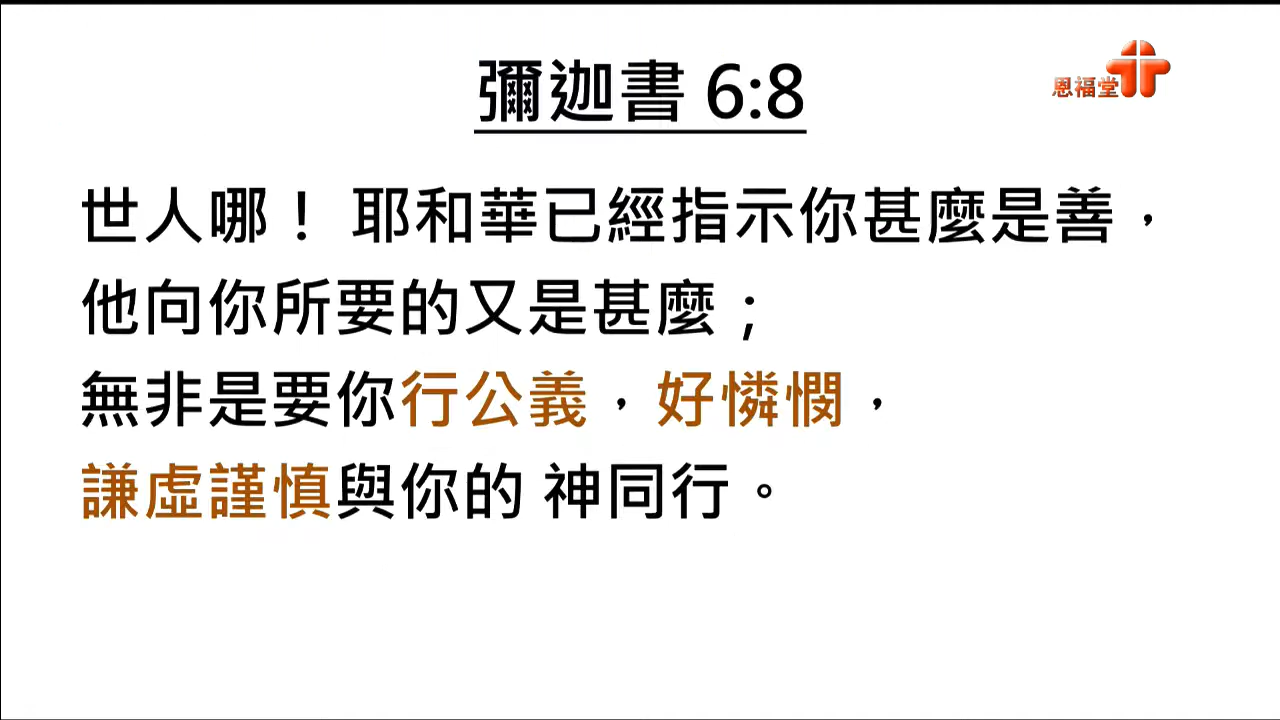 彌迦書 6:8
恩福堂
世人哪！ 耶和華已經指示你甚麼是善，
他向你所要的又是甚麼；
無非是要你行公義，好憐憫，
謙虛謹慎與你的 神同行。